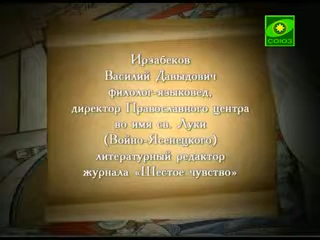 СОЮЗ
Ирзабеков
Василий Давыдович
филолог-языковед,
директор Православного центра
во имя св. Луки
(Войно-Ясенецкого)
литературный редактор
журнала «Шестое чувство»